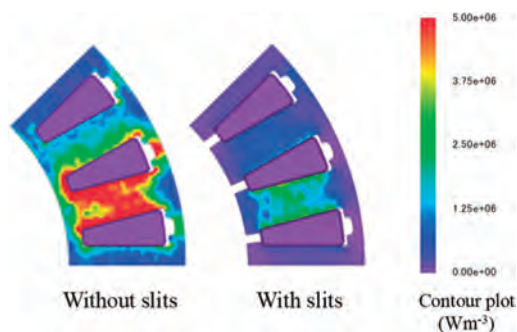 5.00e+06
3.75e+06
2.50e+06
1.25e+06
0.00e+00
Without slits
With slits
Contour plot
(Wm-3)